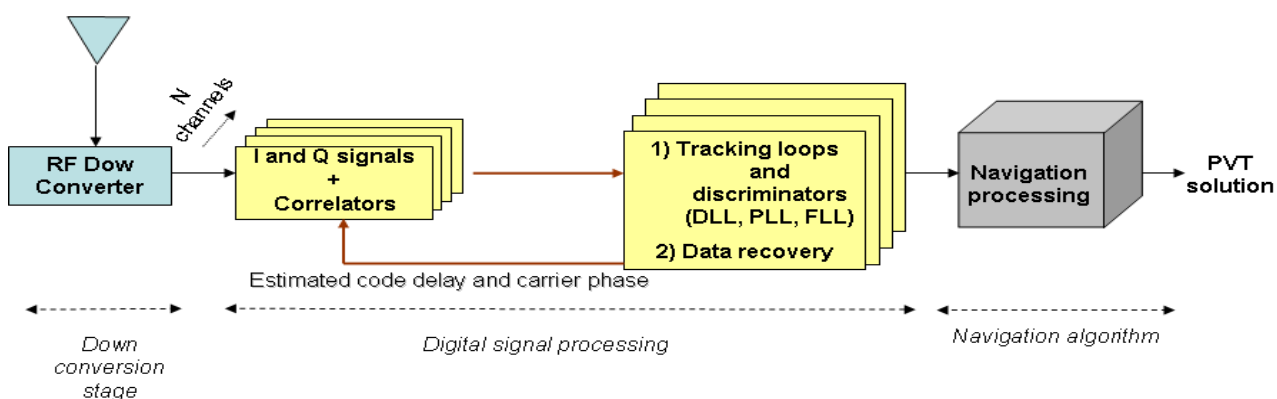 N
channels
RF Dow
Converter
I and Q signals
+
Correlators
1) Tracking loops
and
discriminators
(DLL, PLL, FLL)
2) Data recovery
Navigation
processing
PVT
solution
Estimated code delay and carrier phase
Down
conversion
stage
Digital signal processing
Navigation algorithm